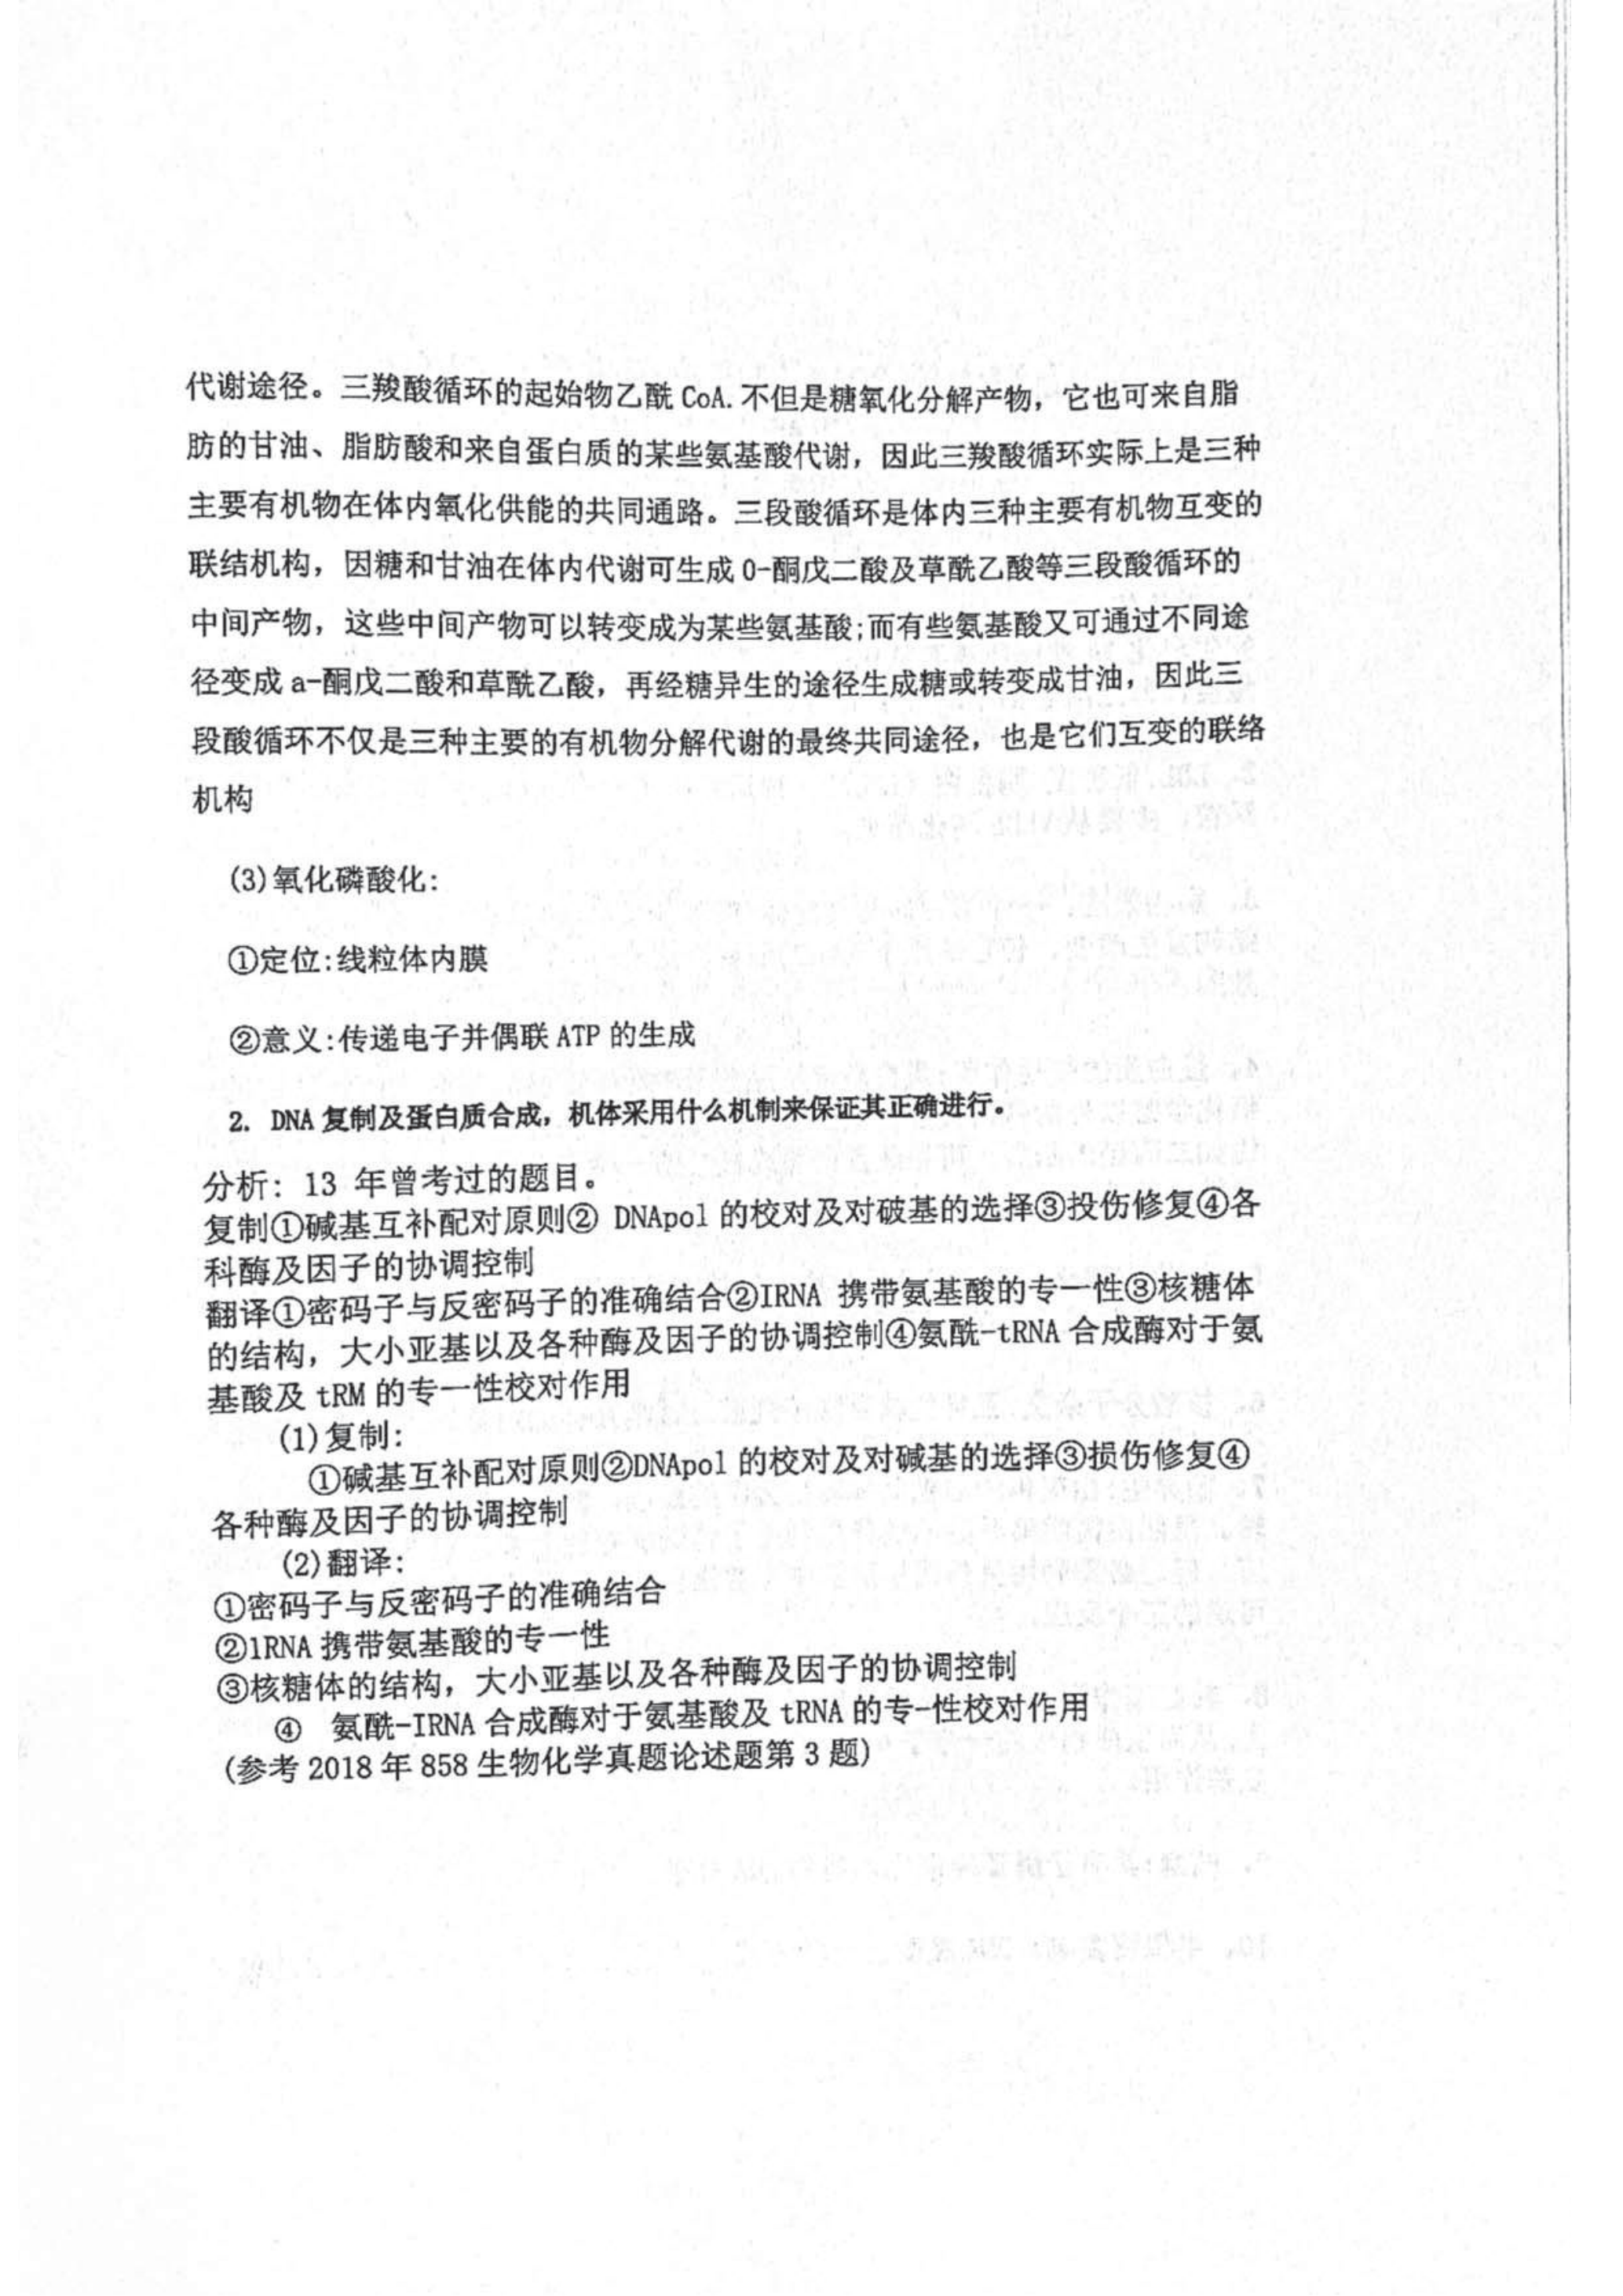 代谢途径。三羧酸循环的起始物乙酰 CoA. 不但是糖氧化分解产物，它也可来自脂
肪的甘油、脂肪酸和来自蛋白质的某些氨基酸代谢，因此三羧酸循环实际上是三种
主要有机物在体内氧化供能的共同通路。三段酸循环是体内三种主要有机物互变的
联结机构，因糖和甘油在体内代谢可生成 0-酮戊二酸及草酰乙酸等三段酸循环的
中间产物，这些中间产物可以转变成为某些氨基酸;而有些氨基酸又可通过不同途
径变成 a-酮戊二酸和草酰乙酸，再经糖异生的途径生成糖或转变成甘油，因此三
段酸循环不仅是三种主要的有机物分解代谢的最终共同途径，也是它们互变的联络
机构
(3)氧化磷酸化:
①定位:线粒体内膜
②意义:传递电子并偶联 ATP 的生成
2. DNA 复制及蛋白质合成，机体采用什么机制来保证其正确进行。
分析: 13 年曾考过的题目。
复制①碱基互补配对原则② DNApol 的校对及对破基的选择③投伤修复④各
科酶及因子的协调控制
翻译①密码子与反密码子的准确结合②IRNA 携带氨基酸的专一性③核糖体
的结构，大小亚基以及各种酶及因子的协调控制④氨酰-tRNA 合成酶对于氨
基酸及 tRM 的专一性校对作用
(1)复制:
①碱基互补配对原则②DNApol 的校对及对碱基的选择③损伤修复④
各种酶及因子的协调控制
(2)翻译:
①密码子与反密码子的准确结合
②lRNA 携带氨基酸的专一性
③核糖体的结构，大小亚基以及各种酶及因子的协调控制
④ 氨酰-IRNA 合成酶对于氨基酸及 tRNA 的专-性校对作用
(参考 2018 年 858 生物化学真题论述题第 3 题)